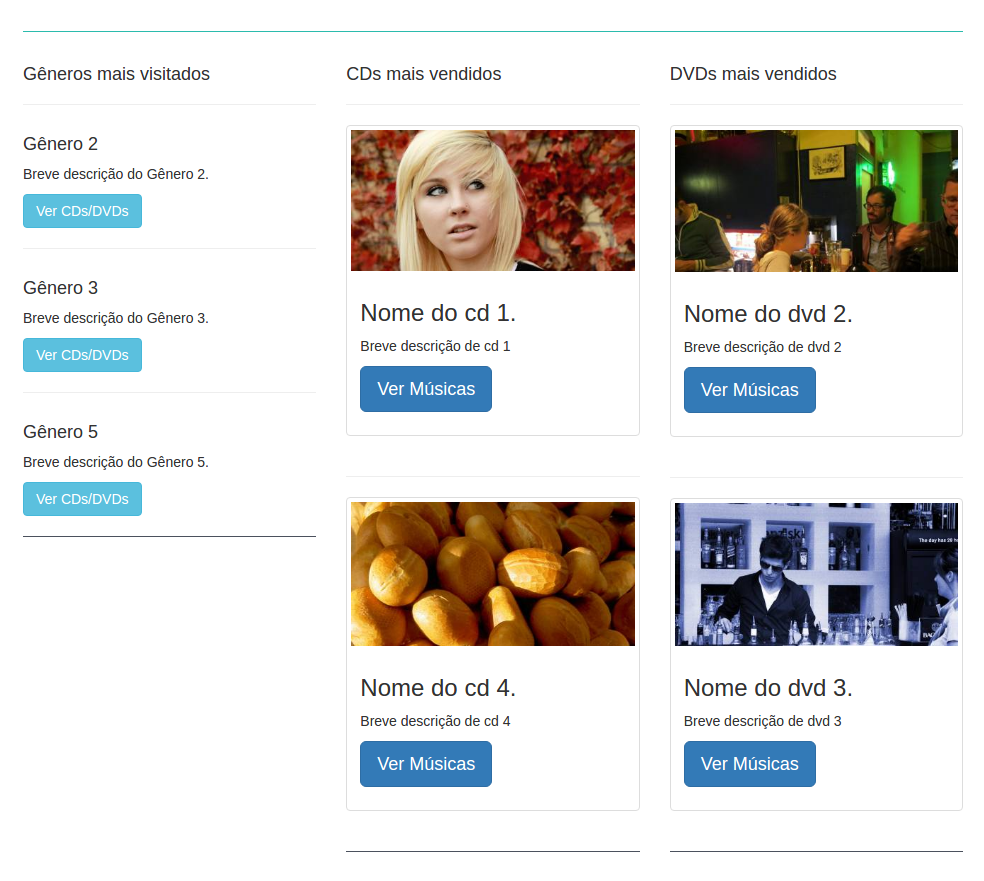 Gêneros mais visitados
Gênero 2
Breve descrição do Gênero 2.
Ver CDs/DVDs
Gênero 3
Breve descrição do Gênero 3.
Ver CDs/DVDs
Gênero 5
Breve descrição do Gênero 5.
Ver CDs/DVDs
CDs mais vendidos
Nome do cd 1.
Breve descrição de cd 1
Ver Músicas
Nome do cd 4.
Breve descrição de cd 4
Ver Músicas
DVDs mais vendidos
Nome do dvd 2.
Breve descrição de dvd 2
Ver Músicas
The day has 28 h
Nome do dvd 3.
Breve descrição de dvd 3
Ver Músicas